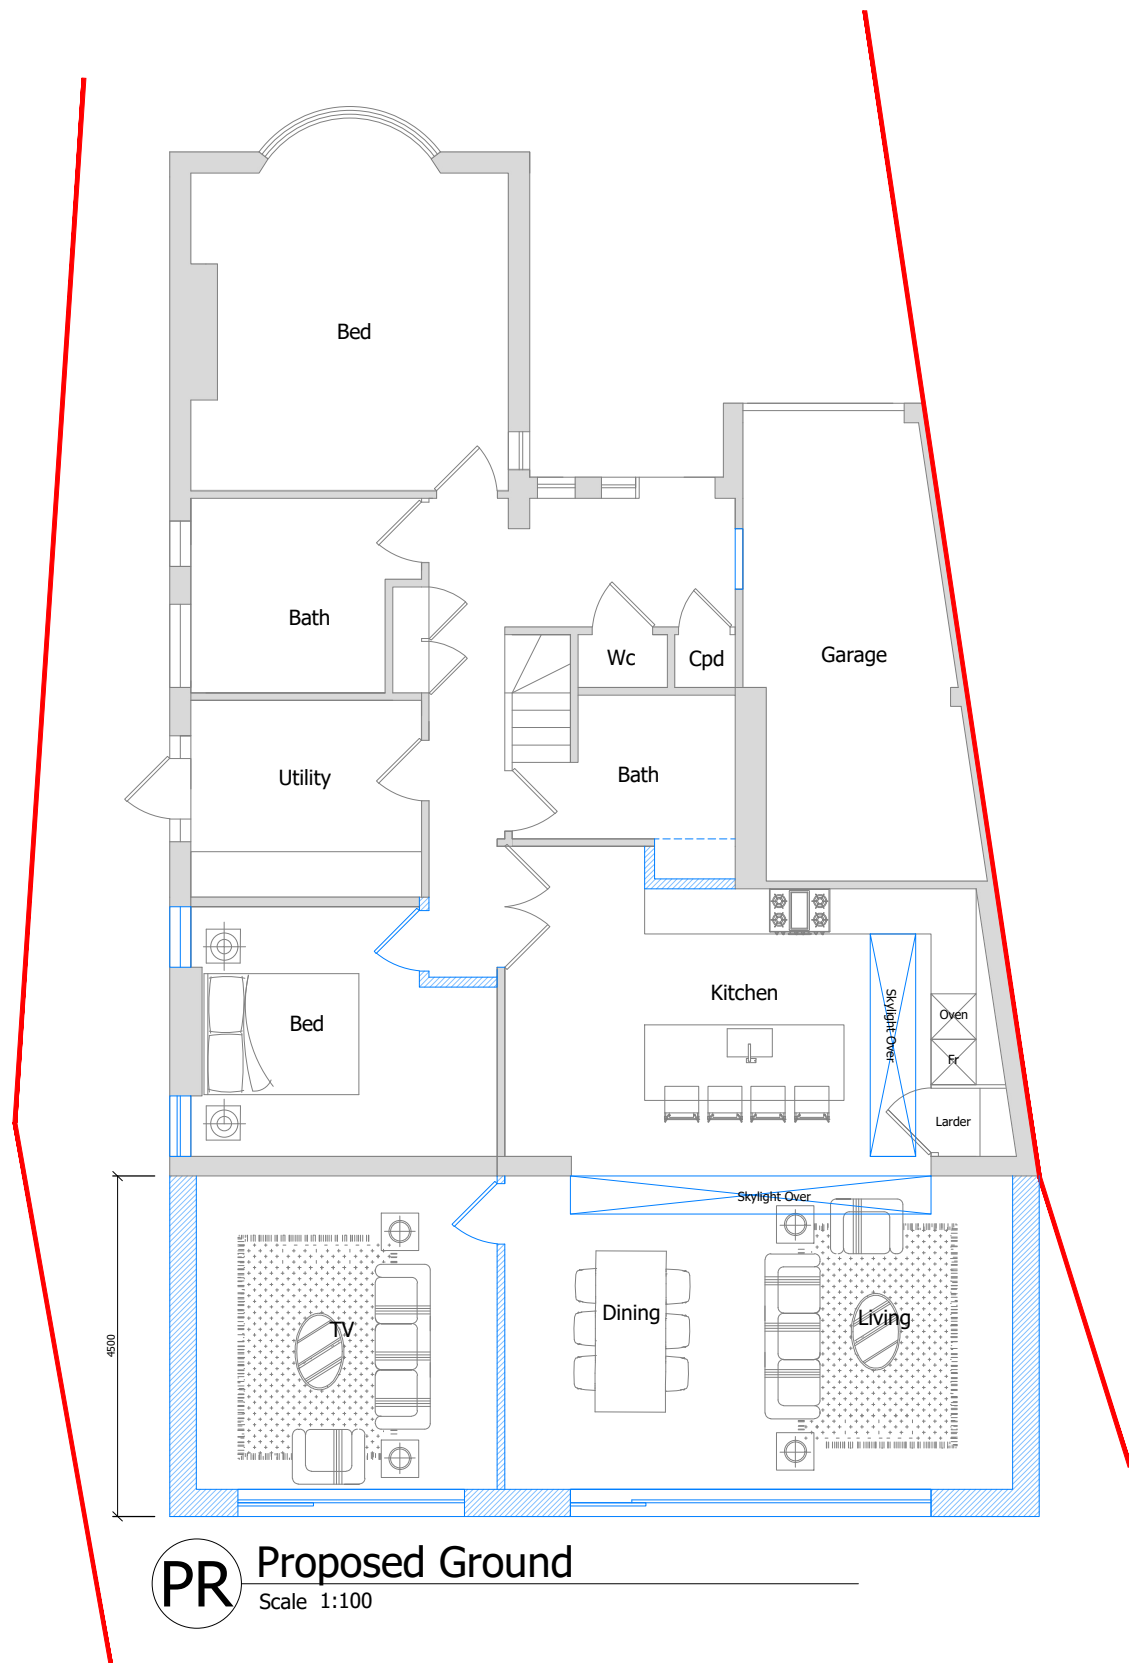 Bed
Bath
Wc
Cpd
Garage
Utility
Bath
Kitchen
Skylight Over
Oven
Fr
Bed
Larder
Skylight Over
4500
TV
Dining
Living
PR
Proposed Ground
Scale 1:100